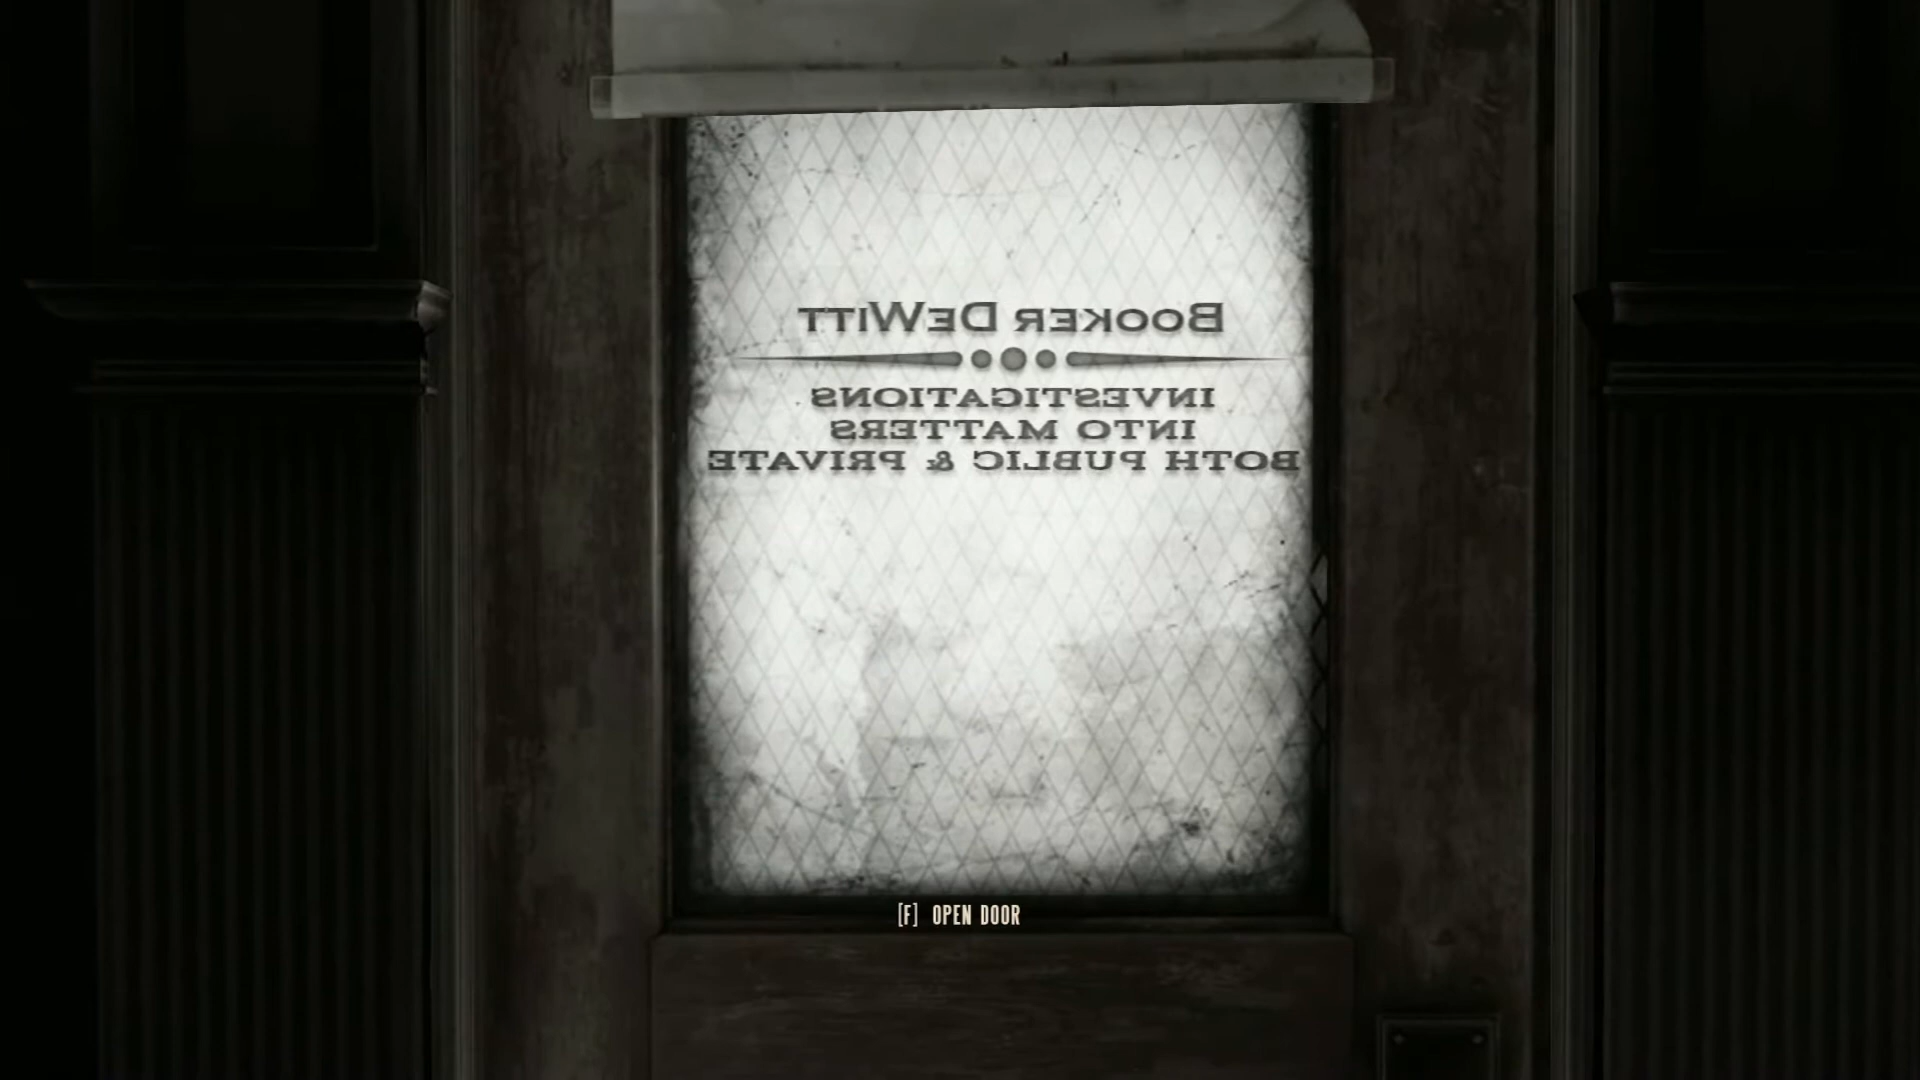 BOOKER DEWITT
INVESTIGATIONS
INTO MATTERS
BOTH PUBLIC & PRIVATE
[F] OPEN DOOR